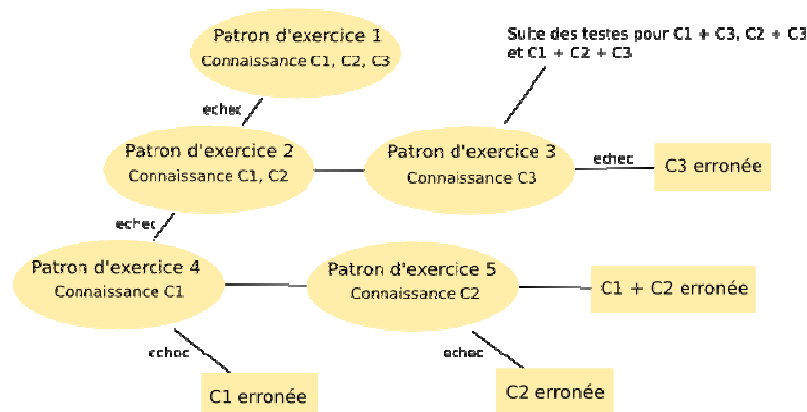 Patron d'exercice 1
Connaissance C1, C2, C3
Suite des testes pour C1 + C3, C2 + C3
et C1 + C2 + C3
echec
Patron d'exercice 2
Connaissance C1, C2
Patron d'exercice 3
Connaissance C3
echec
C3 erronée
echec
Patron d'exercice 4
Connaissance C1
Patron d'exercice 5
Connaissance C2
C1 + C2 erronée
echec
echec
C1 erronée
C2 erronée